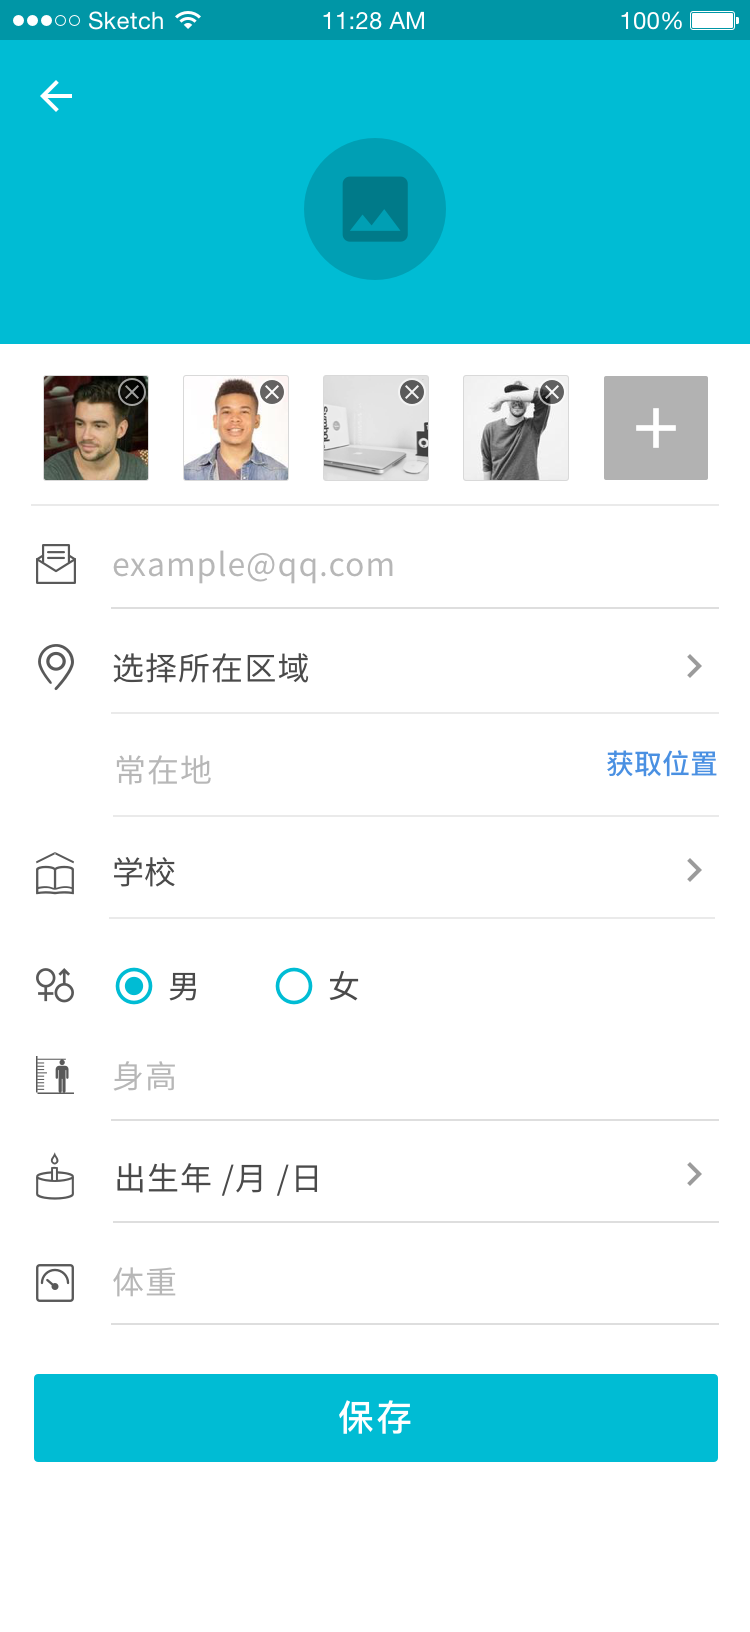 Sketch 11:28 AM 100%
Symbol
example@qq.com
选择所在区域
常在地 获取位置
学校
男 女
身高
出生年 /月 /日
体重
保存